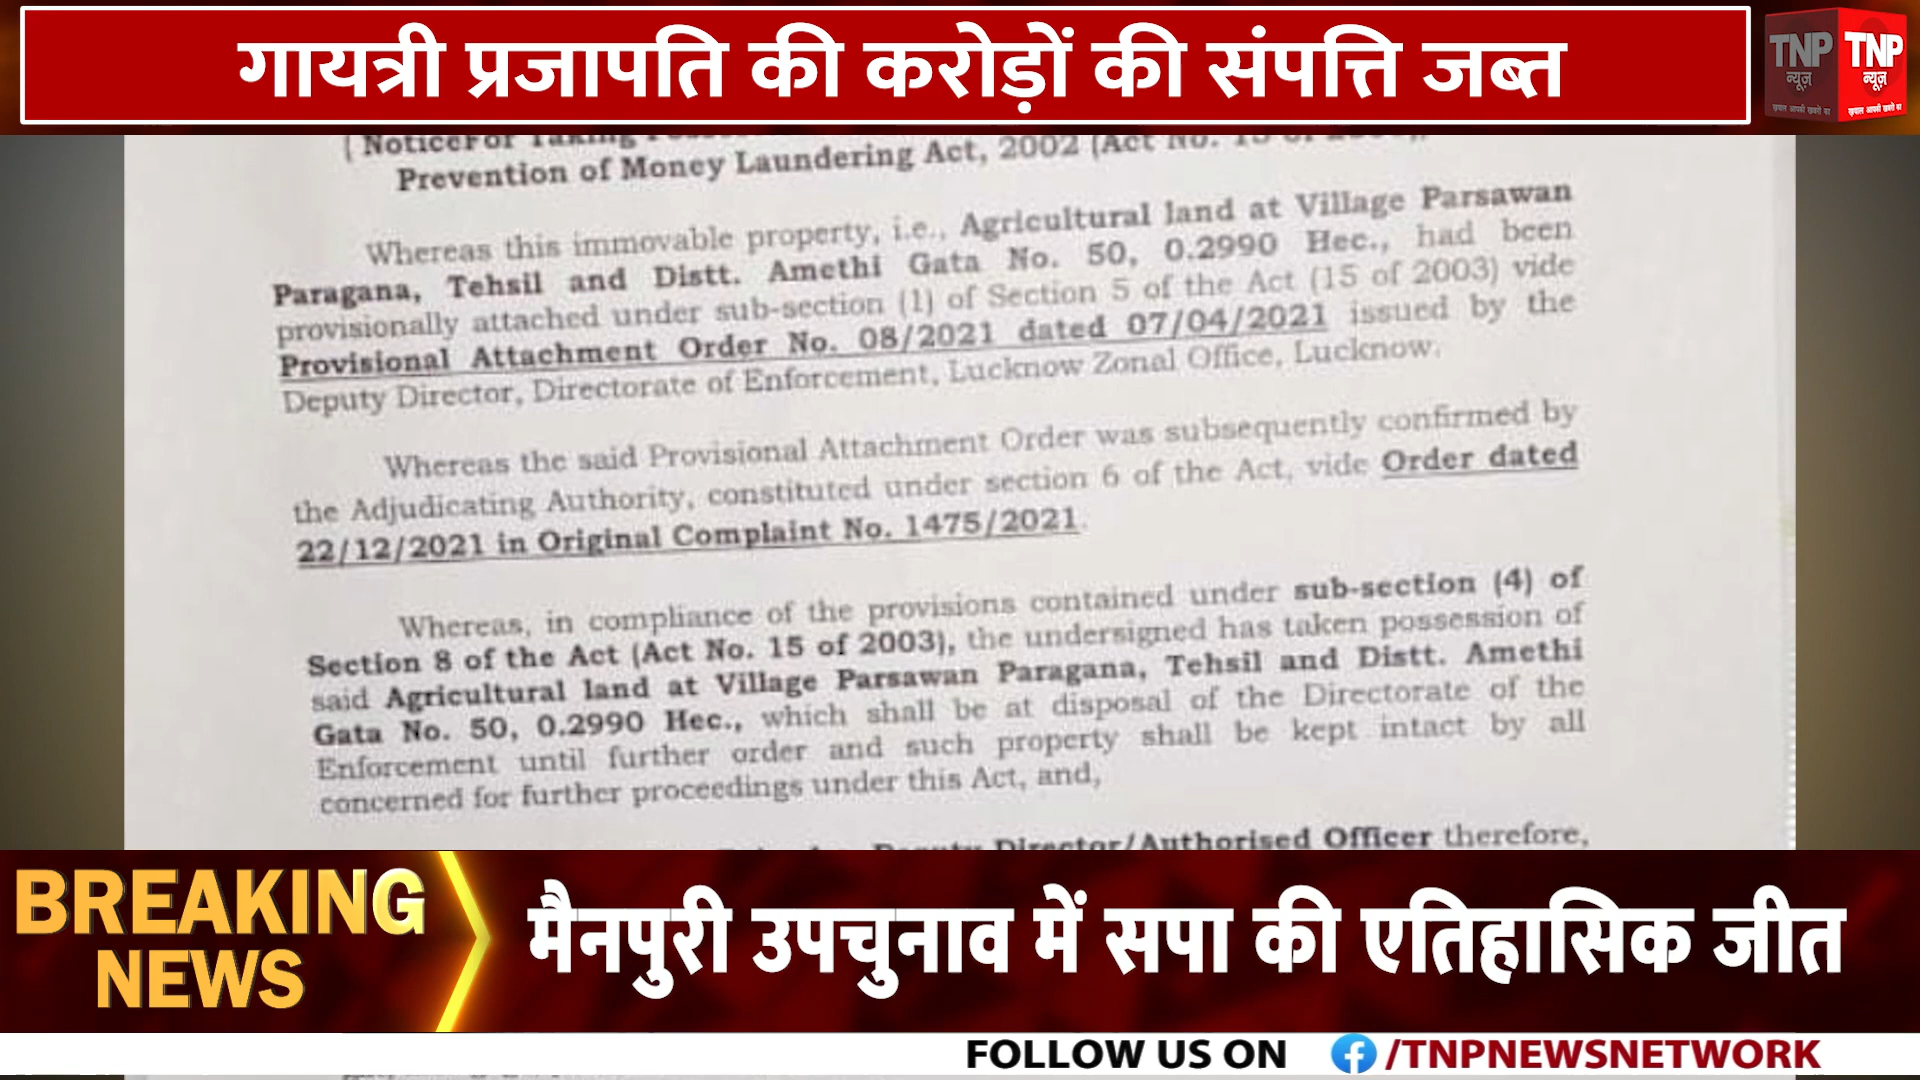 गायत्री प्रजापति की करोड़ों की संपत्ति जब्त
TNP
न्यूज़
TNP
न्यूज़
Prevention of Money Laundering Act, 2002 (Act No.
Whereas this immovable property, i.e., Agricultural land at Village Parsawan
Paragana, Tehsil and Distt. Amethi Gata No. 50, 0.2990 Hec., had been
provisionally attached under sub-section (1) of Section 5 of the Act (15 of 2003) vide
Provisional Attachment Order No. 08/2021 dated 07/04/2021 issued by the
Deputy Director, Directorate of Enforcement, Lucknow Zonal Office, Lucknow.
Whereas the said Provisional Attachment Order was subsequently confirmed by
the Adjudicating Authority, constituted under section 6 of the Act, vide Order dated
22/12/2021 in Original Complaint No. 1475/2021.
Whereas, in compliance of the provisions contained under sub-section (4) of
Section 8 of the Act (Act No. 15 of 2003), the undersigned has taken possession of
said Agricultural land at Village Parsawan Paragana, Tehsil and Distt. Amethi
Gata No. 50, 0.2990 Hec., which shall be at disposal of the Directorate of the
Enforcement until further order and such property shall be kept intact by all
concerned for further proceedings under this Act, and,
Deputy Director/Authorised Officer therefore,
BREAKING
NEWS
मैनपुरी उपचुनाव में सपा की एतिहासिक जीत
FOLLOW US ON /TNPNEWSNETWORK